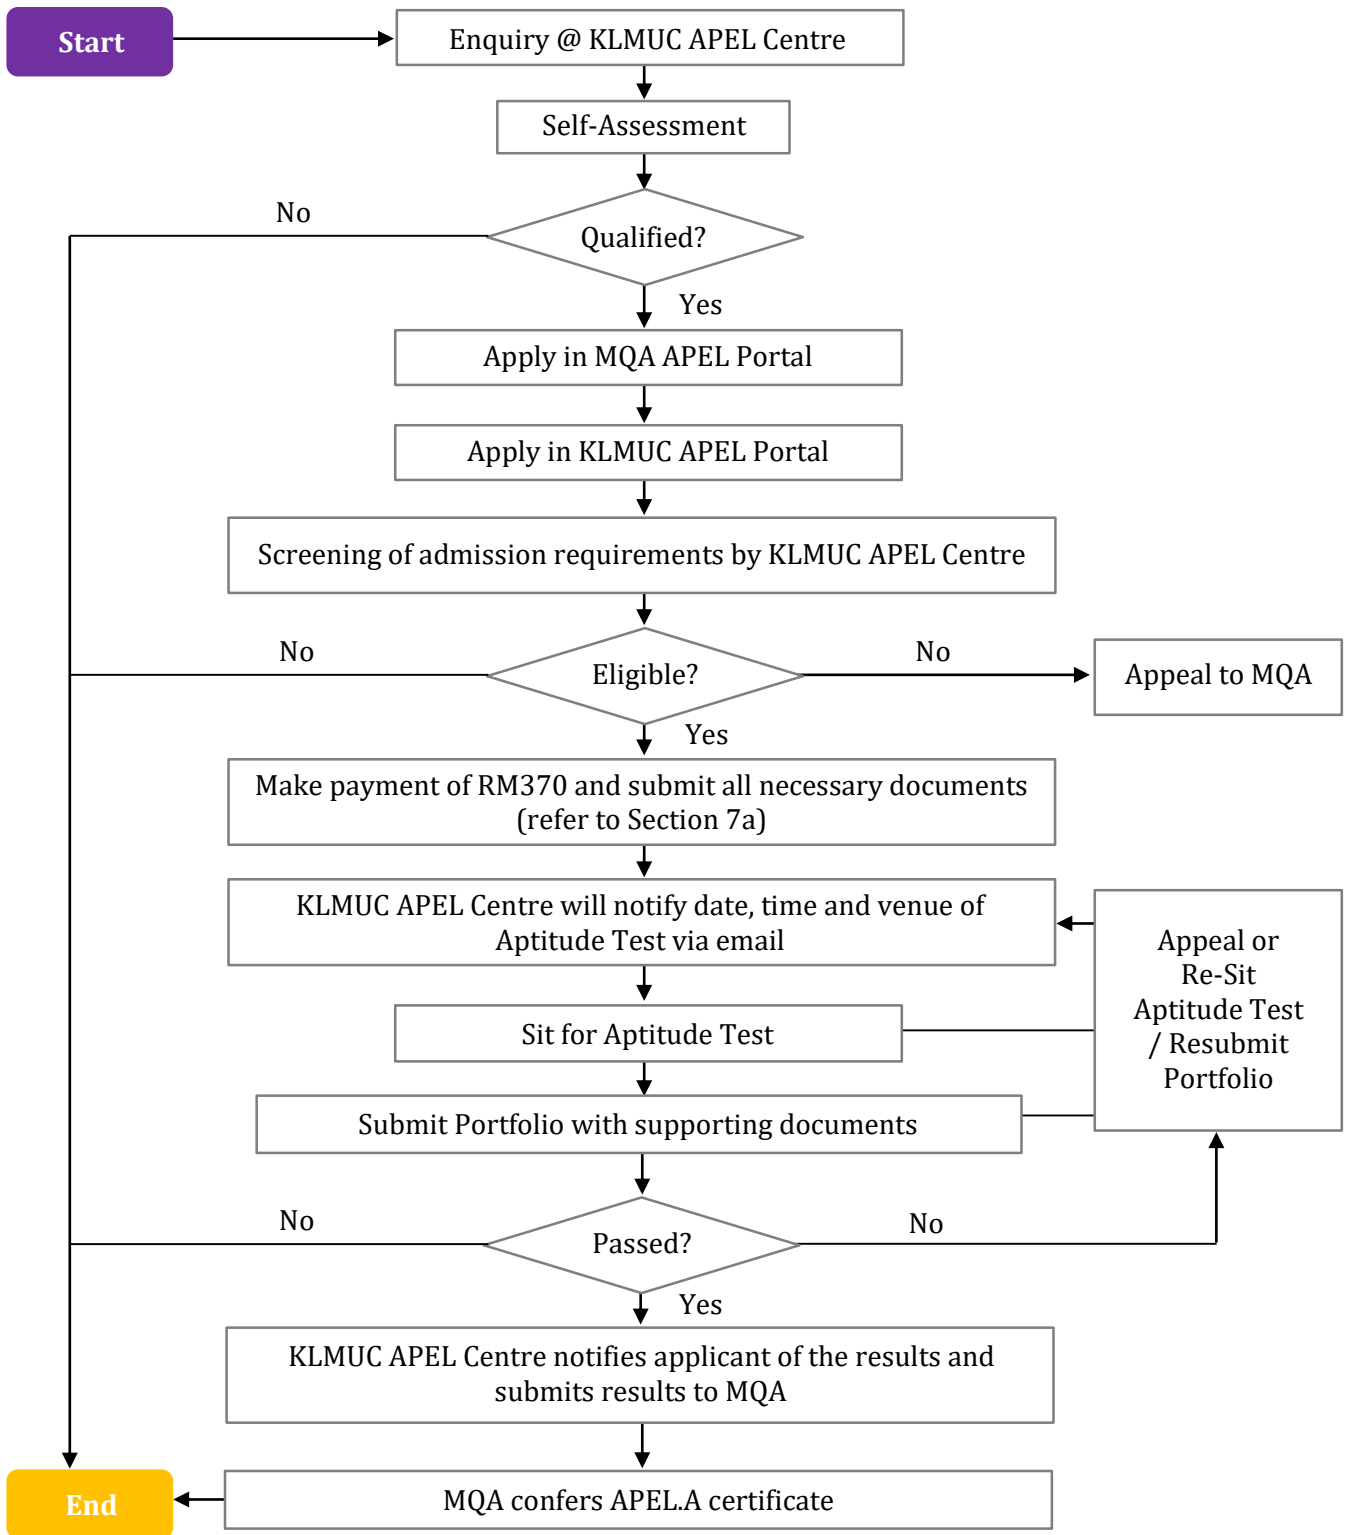 Start
Enquiry @ KLMUC APEL Centre
Self-Assessment
No
Qualified?
Yes
Apply in MQA APEL Portal
Apply in KLMUC APEL Portal
Screening of admission requirements by KLMUC APEL Centre
No
Eligible?
No
Appeal to MQA
Yes
Make payment of RM370 and submit all necessary documents
(refer to Section 7a)
KLMUC APEL Centre will notify date, time and venue of
Aptitude Test via email
Appeal or
Re-Sit
Aptitude Test
/ Resubmit
Portfolio
Sit for Aptitude Test
Submit Portfolio with supporting documents
No
Passed?
No
Yes
KLMUC APEL Centre notifies applicant of the results and
submits results to MQA
End
MQA confers APEL.A certificate